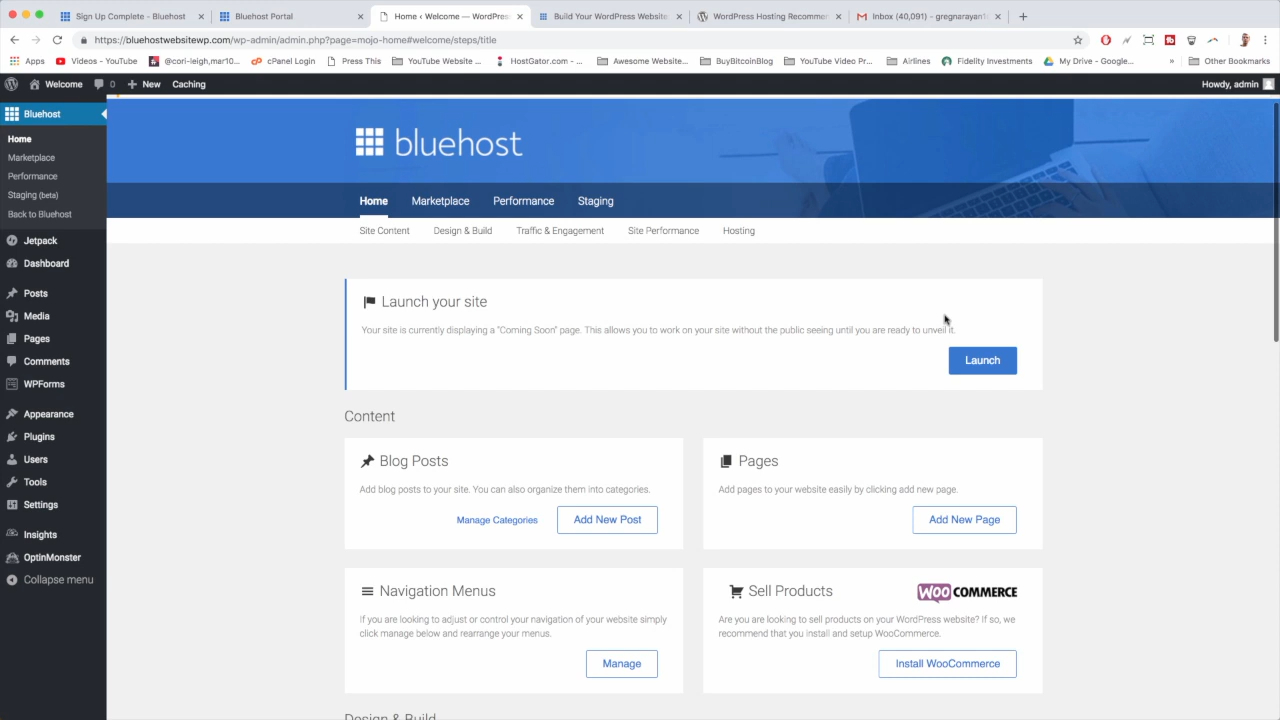 Sign Up Complete - Bluehost
Bluehost Portal
Home ‹ Welcome — WordPres
Build Your WordPress Website
WordPress Hosting Recommen
Inbox (40,091) - gregnarayan1
https://bluehostwebsitewp.com/wp-admin/admin.php?page=mojo-home#welcome/steps/title
Apps
Videos - YouTube
@cori-leigh,mar10...
cPanel Login
Press This
YouTube Website ...
HostGator.com - ...
Awesome Website...
BuyBitcoinBlog
YouTube Video Pr...
Airlines
Fidelity Investments
My Drive - Google...
»
Other Bookmarks
Welcome
0
New
Caching
Howdy, admin
Bluehost
Home
Marketplace
Performance
Staging (beta)
Back to Bluehost
Jetpack
Dashboard
Posts
Media
Pages
Comments
WPForms
Appearance
Plugins
Users
Tools
Settings
Insights
OptinMonster
Collapse menu
bluehost
Home
Marketplace
Performance
Staging
Site Content
Design & Build
Traffic & Engagement
Site Performance
Hosting
Launch your site
Your site is currently displaying a "Coming Soon" page. This allows you to work on your site without the public seeing until you are ready to unveil it.
Launch
Content
Blog Posts
Add blog posts to your site. You can also organize them into categories.
Manage Categories
Add New Post
Pages
Add pages to your website easily by clicking add new page.
Add New Page
Navigation Menus
If you are looking to adjust or control your navigation of your website simply
click manage below and rearrange your menus.
Manage
Sell Products
WOO COMMERCE
Are you are looking to sell products on your WordPress website? If so, we
recommend that you install and setup WooCommerce.
Install WooCommerce
Design & Build